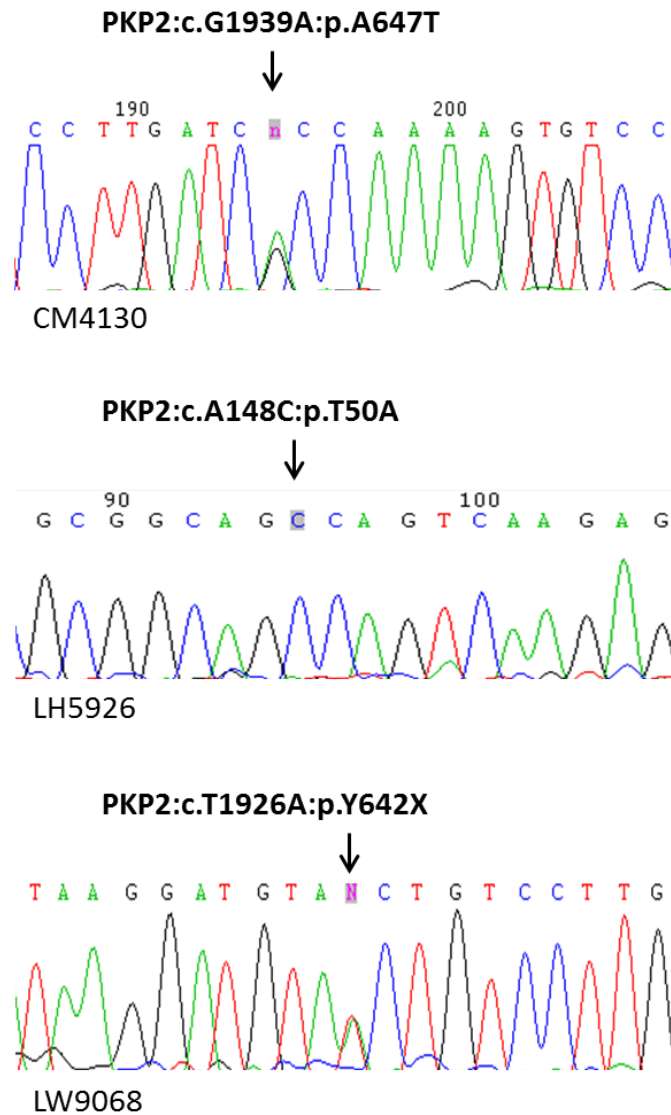 PKP2:c.G1939A:p.A647T
190 200
C C T T G A T C n C C A A A A G T G T C C
CM4130
PKP2:c.A148C:p.T50A
90 100
G C G G C A G C C A G T C A A G A G
LH5926
PKP2:c.T1926A:p.Y642X
T A A G G A T G T A N C T G T C C T T G
LW9068